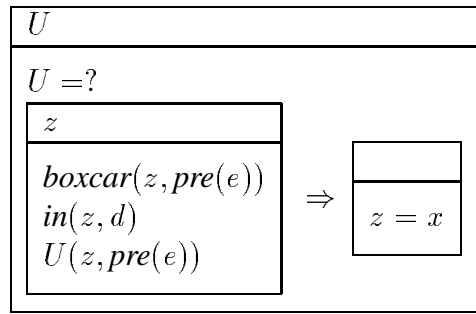 U
U =?
z
boxcar(z, pre(e))
in(z, d)
U(z, pre(e))
⇒
z = x